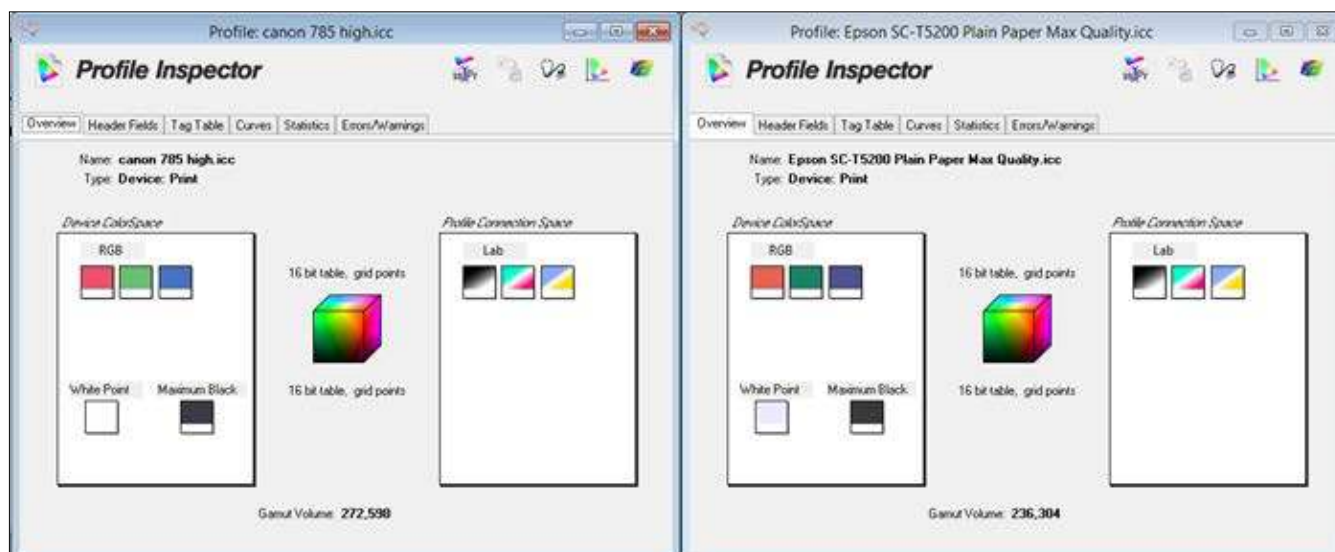 Profile: canon 785 high.icc
Profile Inspector
Overview Header Fields Tag Table Curves Statistics Errors/Warnings
Name: canon 785 high.icc
Type: Device: Print
Device ColorSpace
RGB
16 bit table, grid points
16 bit table, grid points
White Point Maximum Black
Profile Connection Space
Lab
Gamut Volume: 272,598
Profile: Epson SC-T5200 Plain Paper Max Quality.icc
Profile Inspector
Overview Header Fields Tag Table Curves Statistics Errors/Warnings
Name: Epson SC-T5200 Plain Paper Max Quality.icc
Type: Device: Print
Device ColorSpace
RGB
16 bit table, grid points
16 bit table, grid points
White Point Maximum Black
Profile Connection Space
Lab
Gamut Volume: 236,304